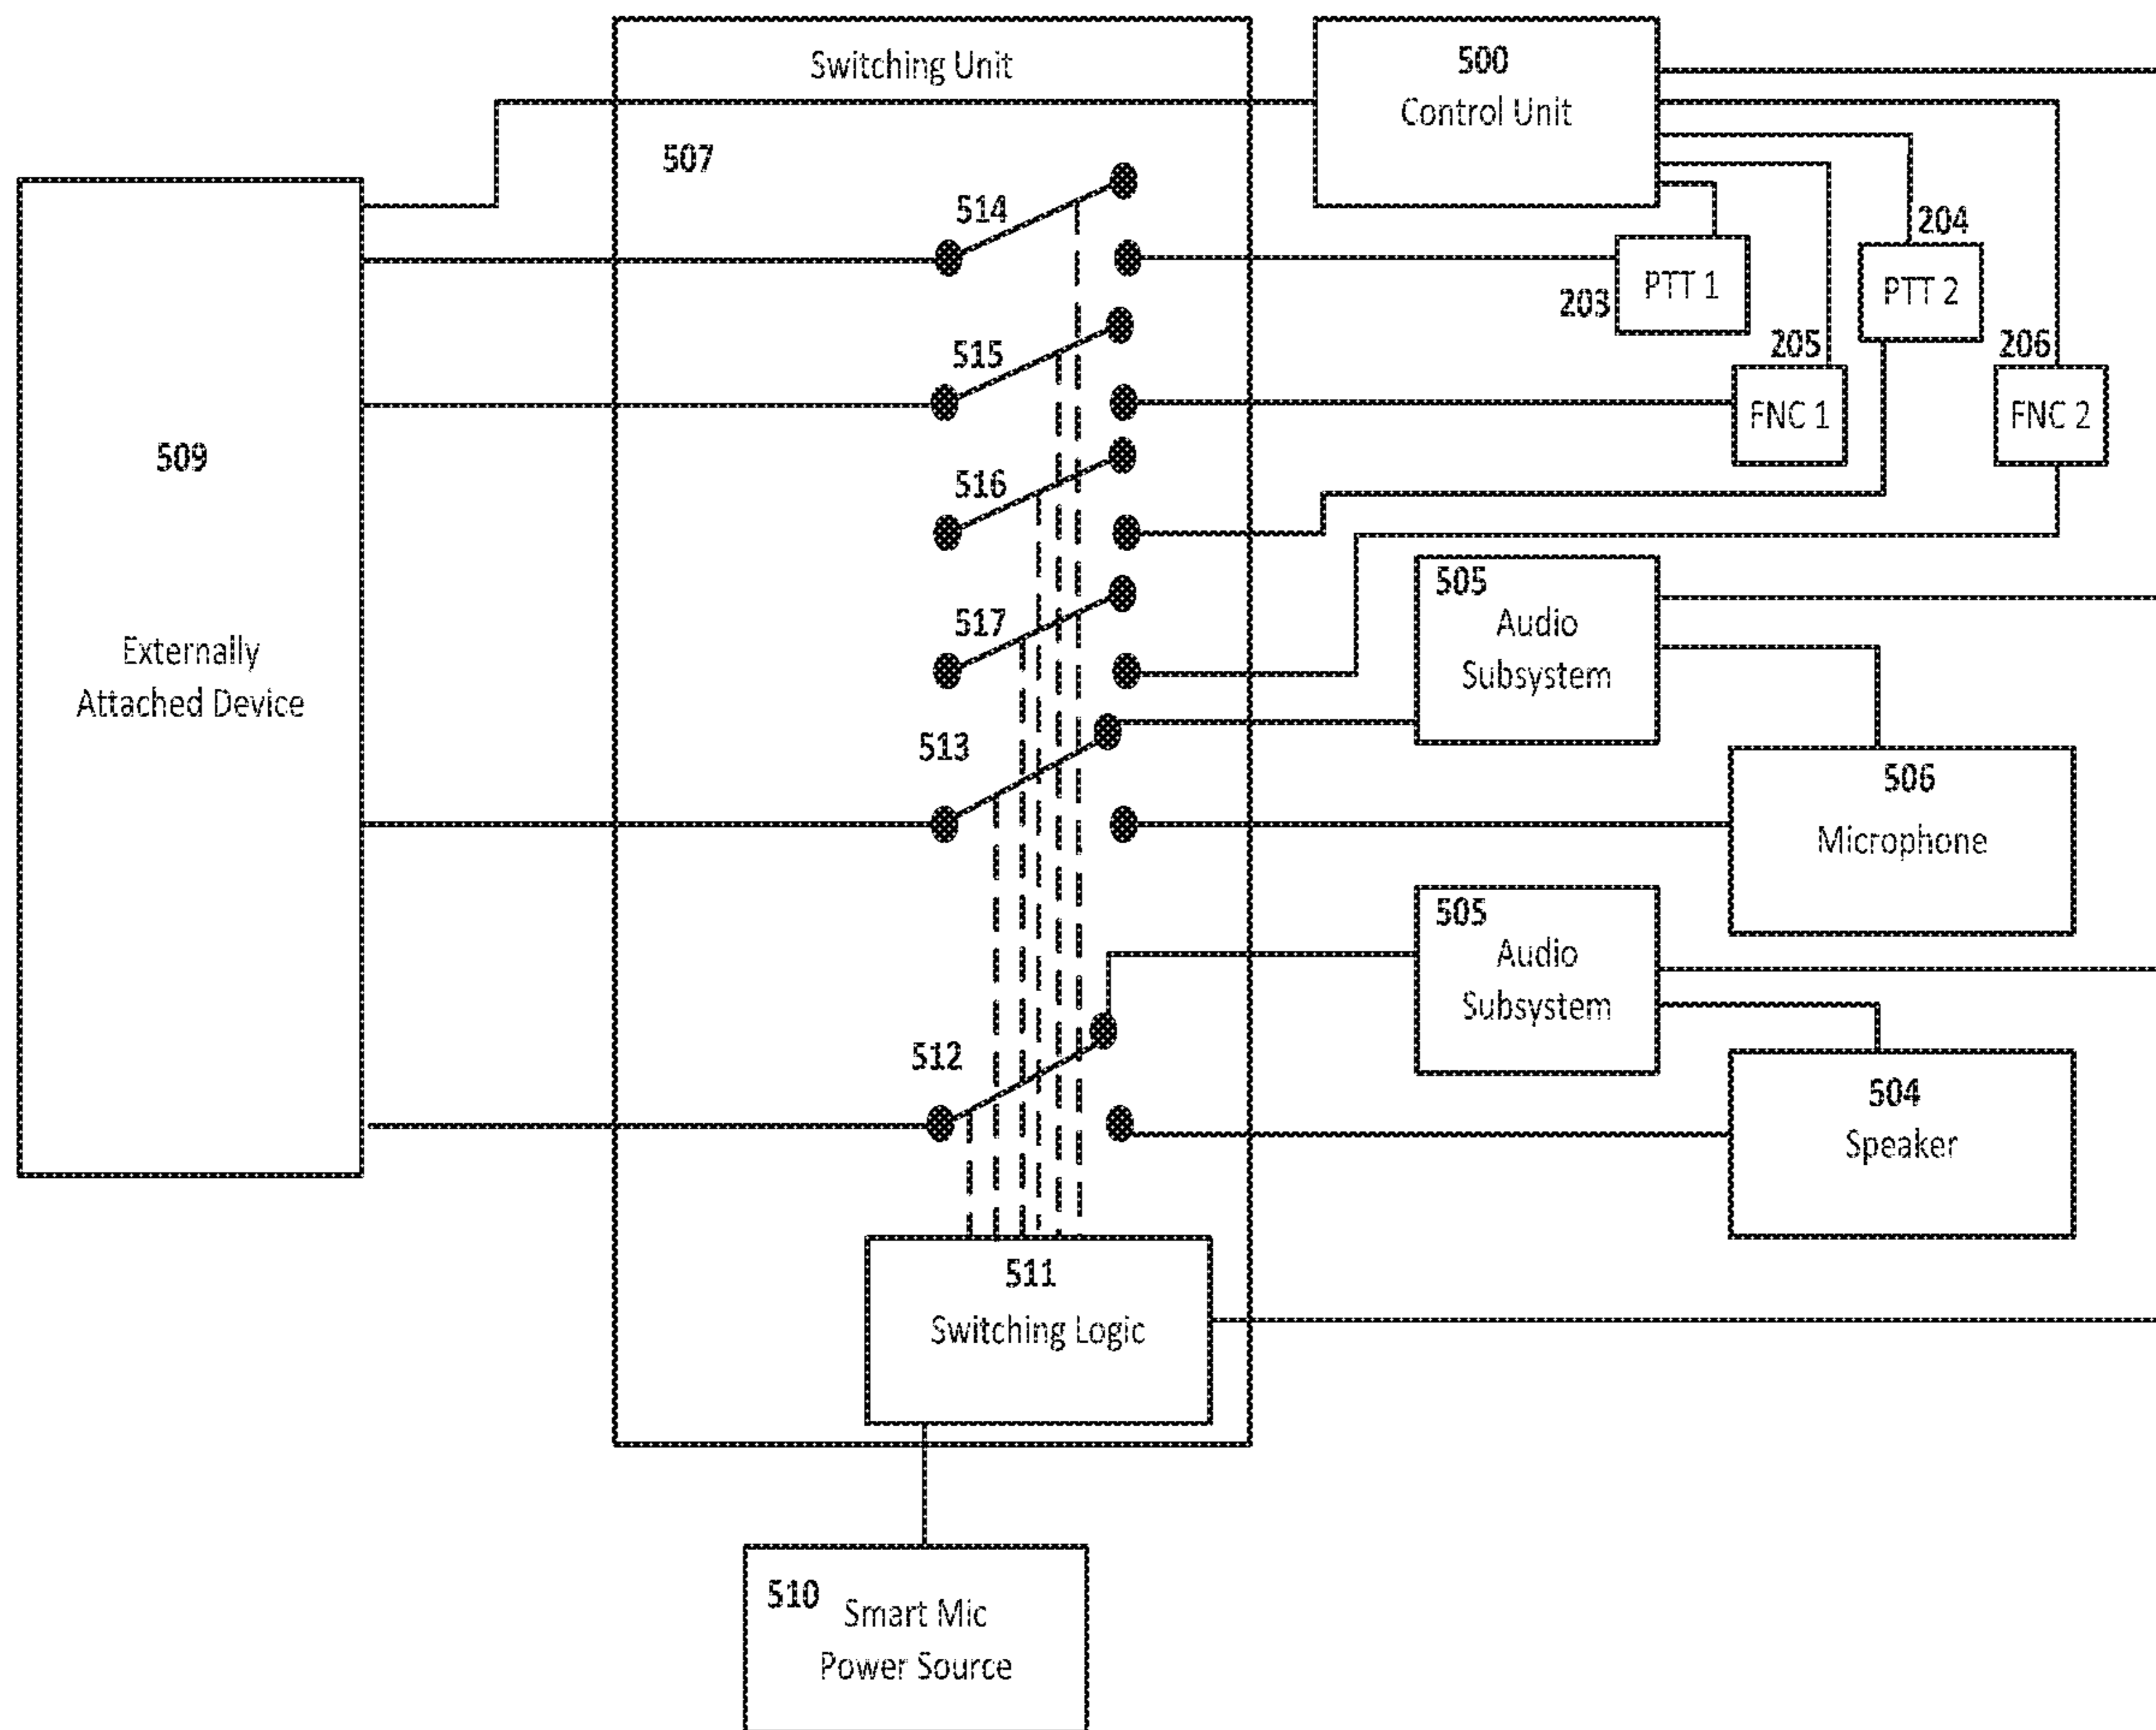 Switching Unit
500
Control Unit
507
514
204
PTT 1
PTT 2
203
515
205
206
FNC 1
FNC 2
509
516
505
Audio
Subsystem
517
Externally
Attached Device
513
506
Microphone
505
Audio
Subsystem
512
504
Speaker
511
Switching Logic
510
Smart Mic
Power Source